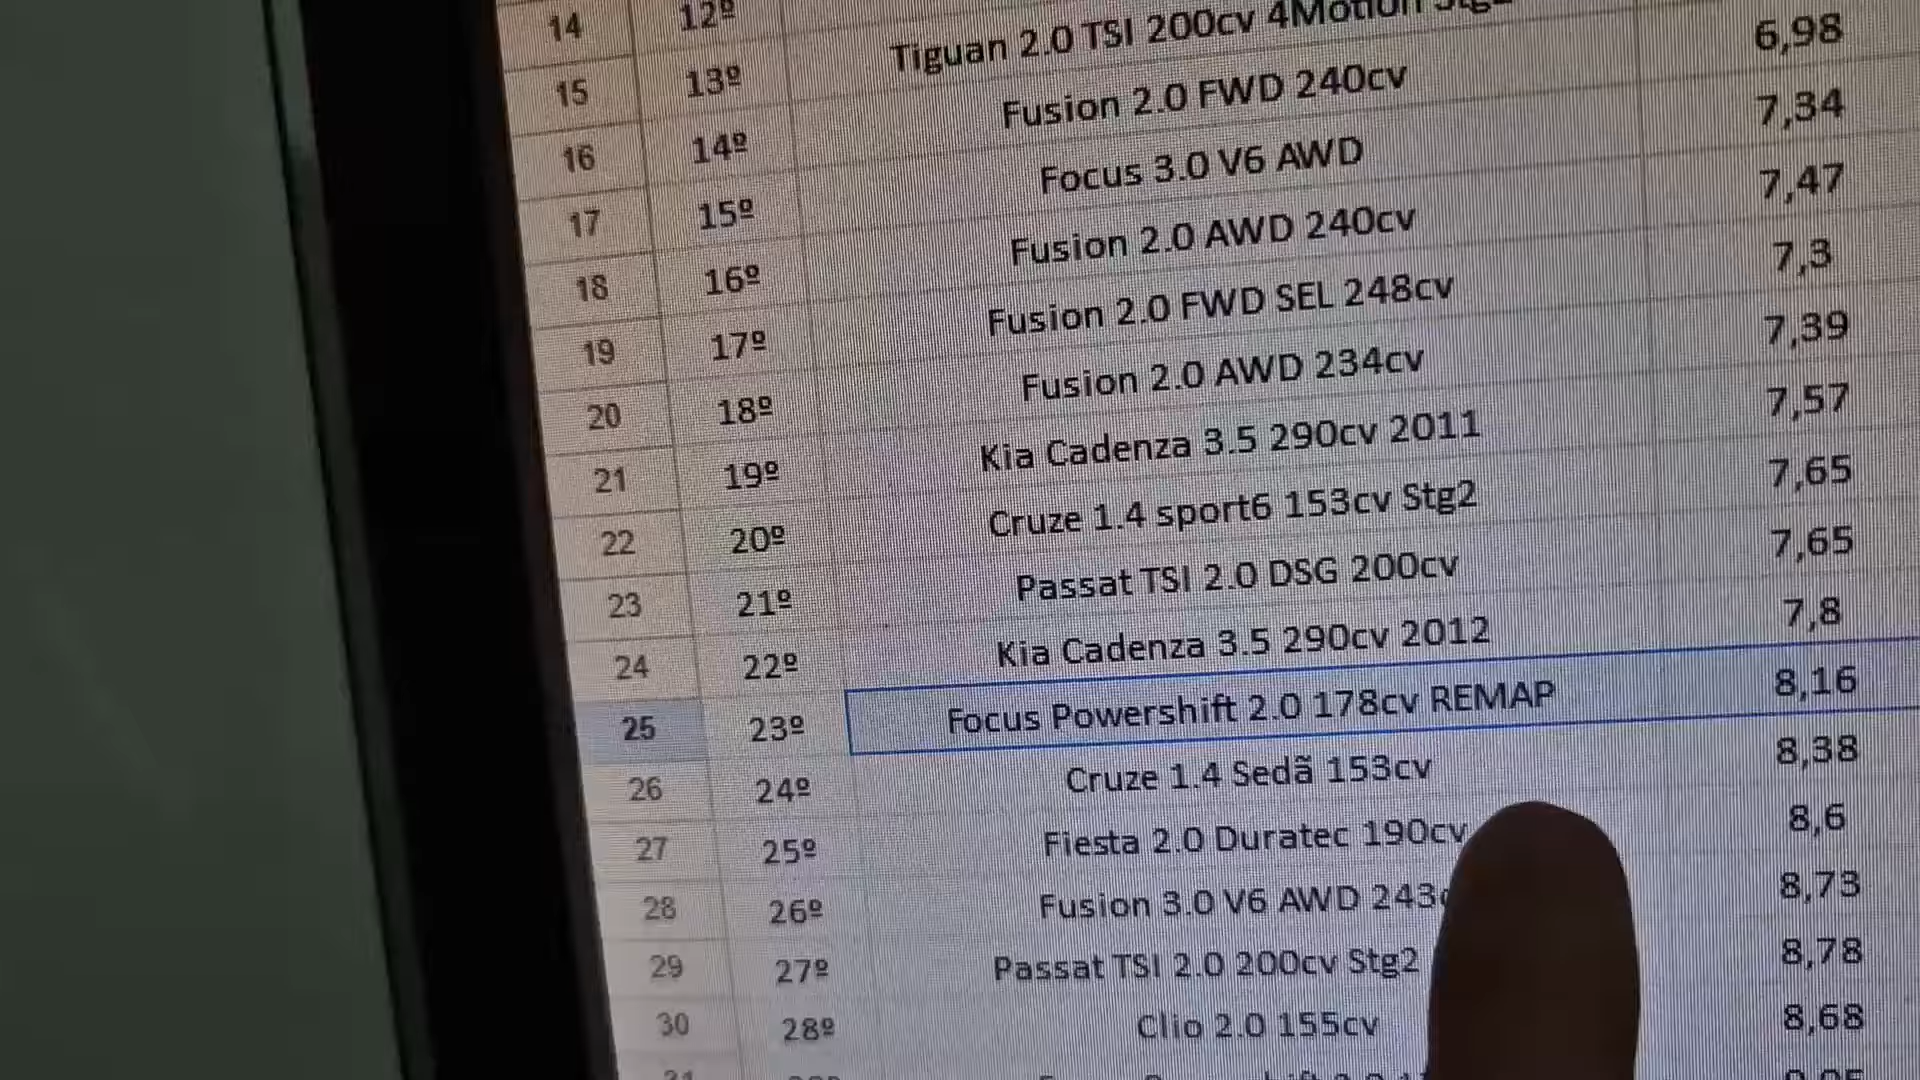 14 12º
15 13º Tiguan 2.0 TSI 200cv 4Motion Stg2
16 14º Fusion 2.0 FWD 240cv 6,98
17 15º Focus 3.0 V6 AWD 7,34
18 16º Fusion 2.0 AWD 240cv 7,47
19 17º Fusion 2.0 FWD SEL 248cv 7,3
20 18º Fusion 2.0 AWD 234cv 7,39
21 19º Kia Cadenza 3.5 290cv 2011 7,57
22 20º Cruze 1.4 sport6 153cv Stg2 7,65
23 21º Passat TSI 2.0 DSG 200cv 7,65
24 22º Kia Cadenza 3.5 290cv 2012 7,8
25 23º Focus Powershift 2.0 178cv REMAP 8,16
26 24º Cruze 1.4 Sedã 153cv 8,38
27 25º Fiesta 2.0 Duratec 190cv 8,6
28 26º Fusion 3.0 V6 AWD 243c 8,73
29 27º Passat TSI 2.0 200cv Stg2 8,78
30 28º Clio 2.0 155cv 8,68